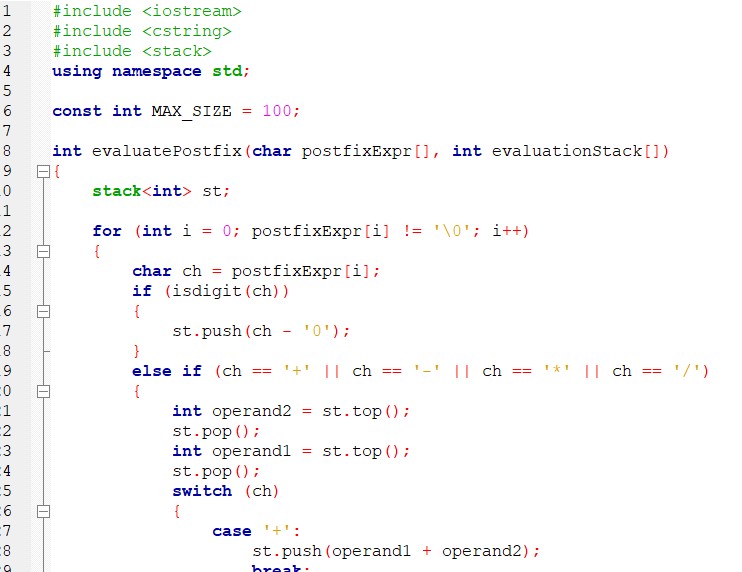 1 #include <iostream>
2 #include <cstring>
3 #include <stack>
4 using namespace std;
5
6 const int MAX_SIZE = 100;
7
8 int evaluatePostfix(char postfixExpr[], int evaluationStack[])
9 {
0     stack<int> st;
1
2     for (int i = 0; postfixExpr[i] != '\0'; i++)
3     {
4         char ch = postfixExpr[i];
5         if (isdigit(ch))
6         {
7             st.push(ch - '0');
8         }
9         else if (ch == '+' || ch == '-' || ch == '*' || ch == '/')
0         {
1             int operand2 = st.top();
2             st.pop();
3             int operand1 = st.top();
4             st.pop();
5             switch (ch)
6             {
7                 case '+':
8                     st.push(operand1 + operand2);
9                     break;